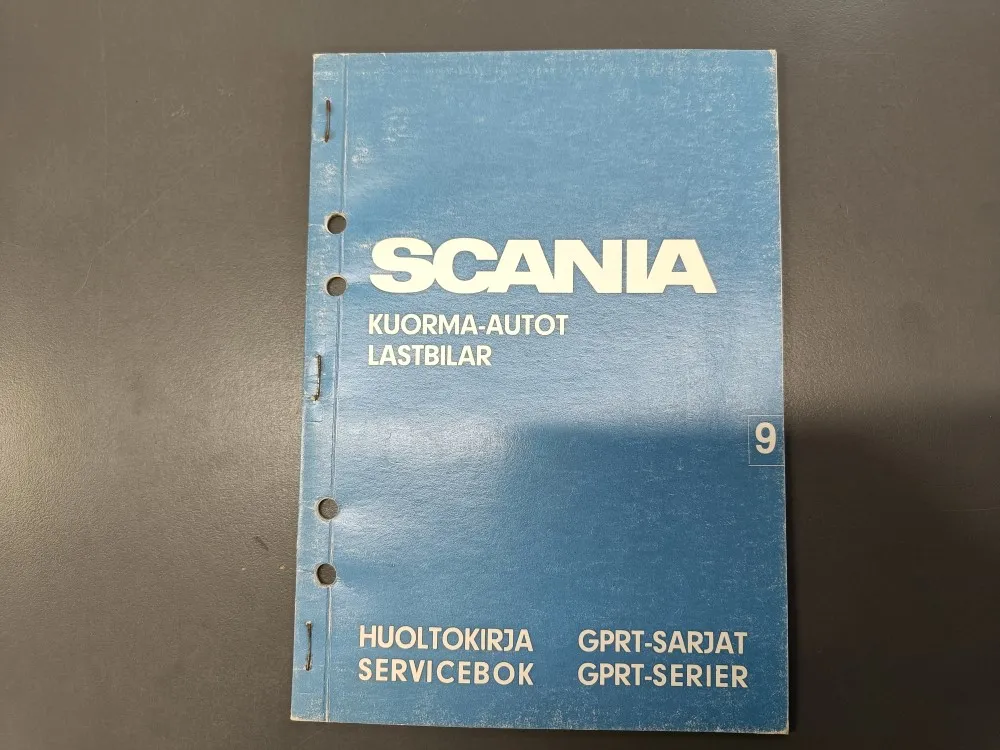 SCANIA
KUORMA-AUTOT
LASTBILAR
9
HUOLTOKIRJA GPRT-SARJAT
SERVICEBOK GPRT-SERIER